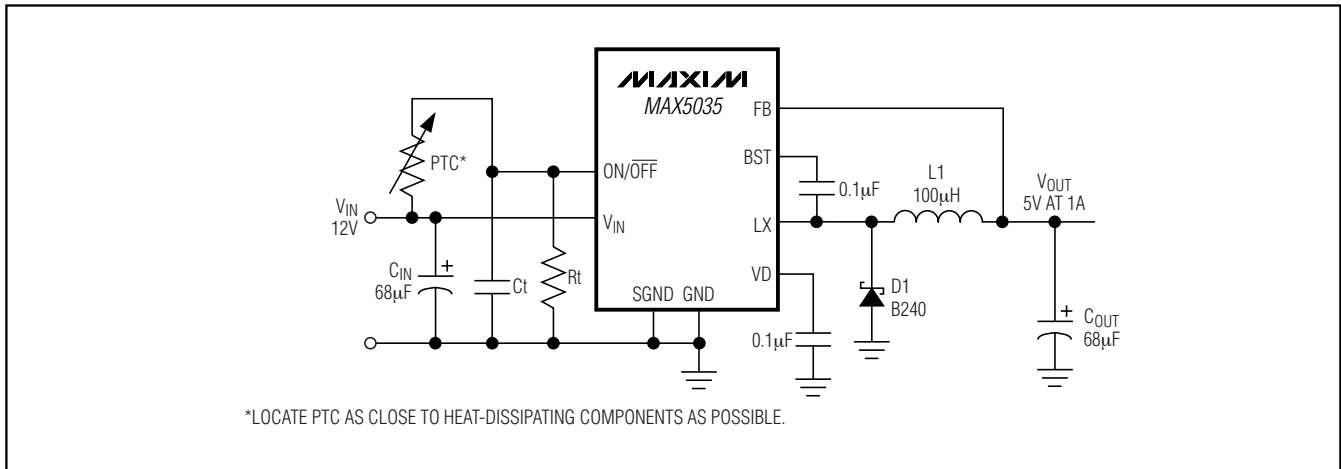 MAXIM
MAX5035
FB
BST
LX
VD
ON/OFF
VIN
SGND GND
PTC*
VIN
12V
CIN
68µF
+
Ct
Rt
0.1µF
0.1µF
L1
100µH
D1
B240
VOUT
5V AT 1A
+
COUT
68µF
*LOCATE PTC AS CLOSE TO HEAT-DISSIPATING COMPONENTS AS POSSIBLE.